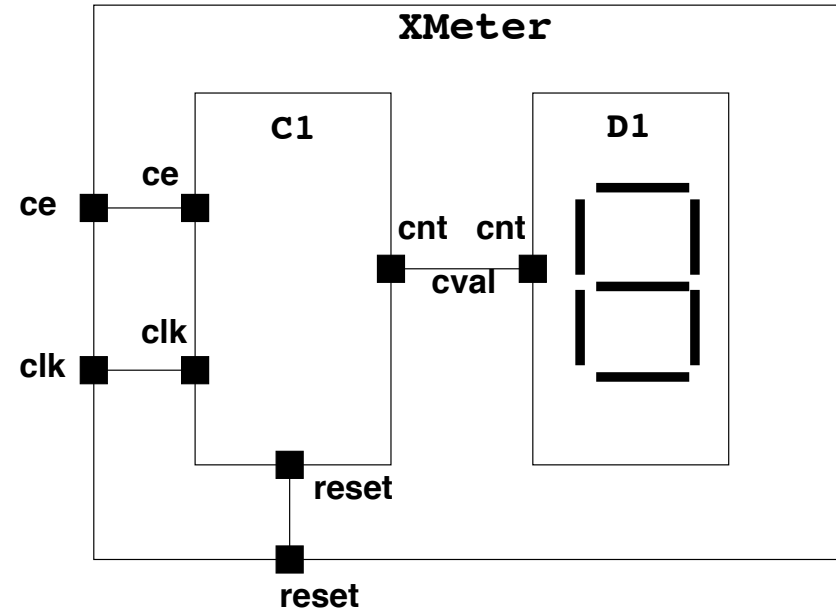 XMeter
C1
D1
ce
ce
cnt
cnt
cval
clk
clk
reset
reset